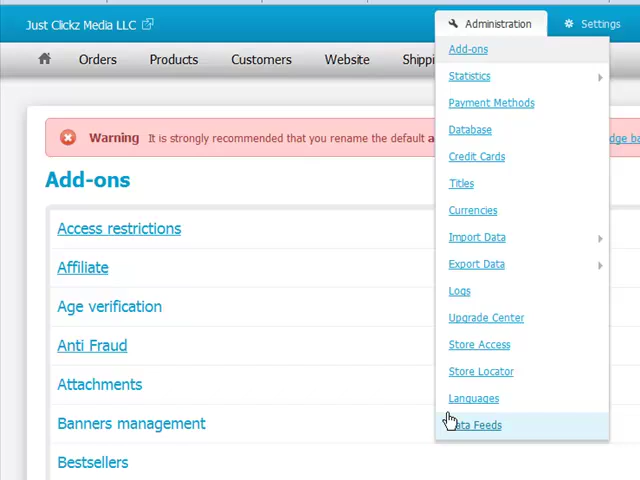 Just Clickz Media LLC
Administration
Settings
Orders
Products
Customers
Website
Add-ons
Statistics
Payment Methods
Database
Credit Cards
Titles
Currencies
Import Data
Export Data
Logs
Upgrade Center
Store Access
Store Locator
Languages
Feeds
Warning It is strongly recommended that you rename the default
Add-ons
Access restrictions
Affiliate
Age verification
Anti Fraud
Attachments
Banners management
Bestsellers